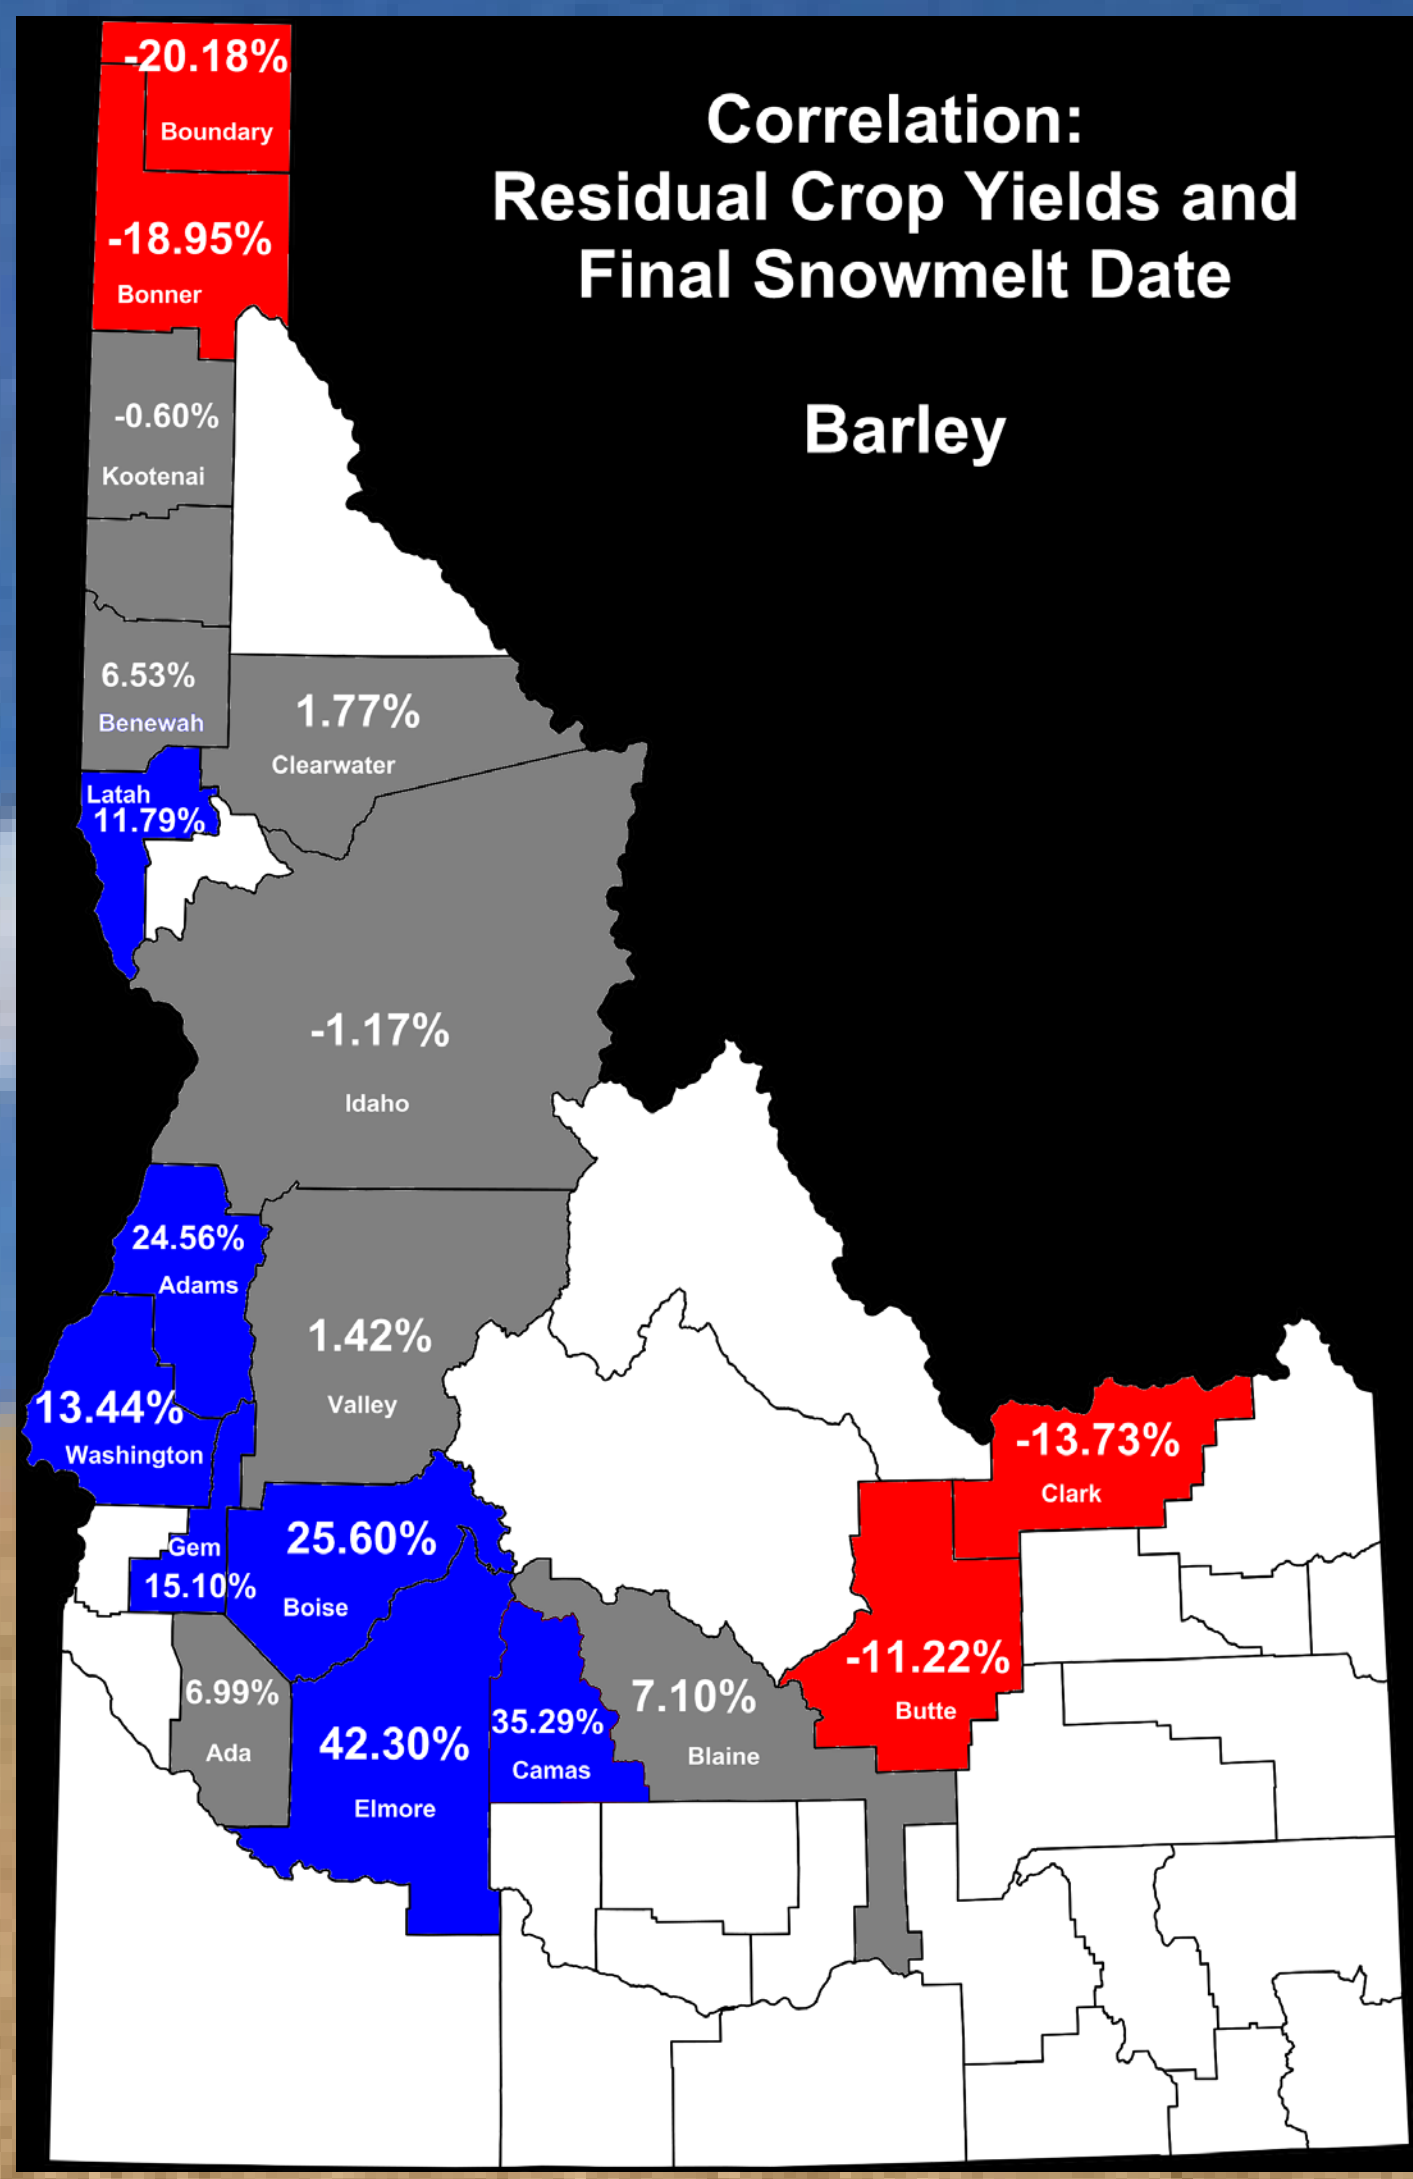 Correlation:
Residual Crop Yields and
Final Snowmelt Date
Barley
-20.18%
Boundary
-18.95%
Bonner
-0.60%
Kootenai
6.53%
Benewah
1.77%
Clearwater
Latah
11.79%
-1.17%
Idaho
24.56%
Adams
1.42%
Valley
13.44%
Washington
-13.73%
Clark
Gem
15.10%
25.60%
Boise
-11.22%
Butte
6.99%
Ada
42.30%
Elmore
35.29%
Camas
7.10%
Blaine